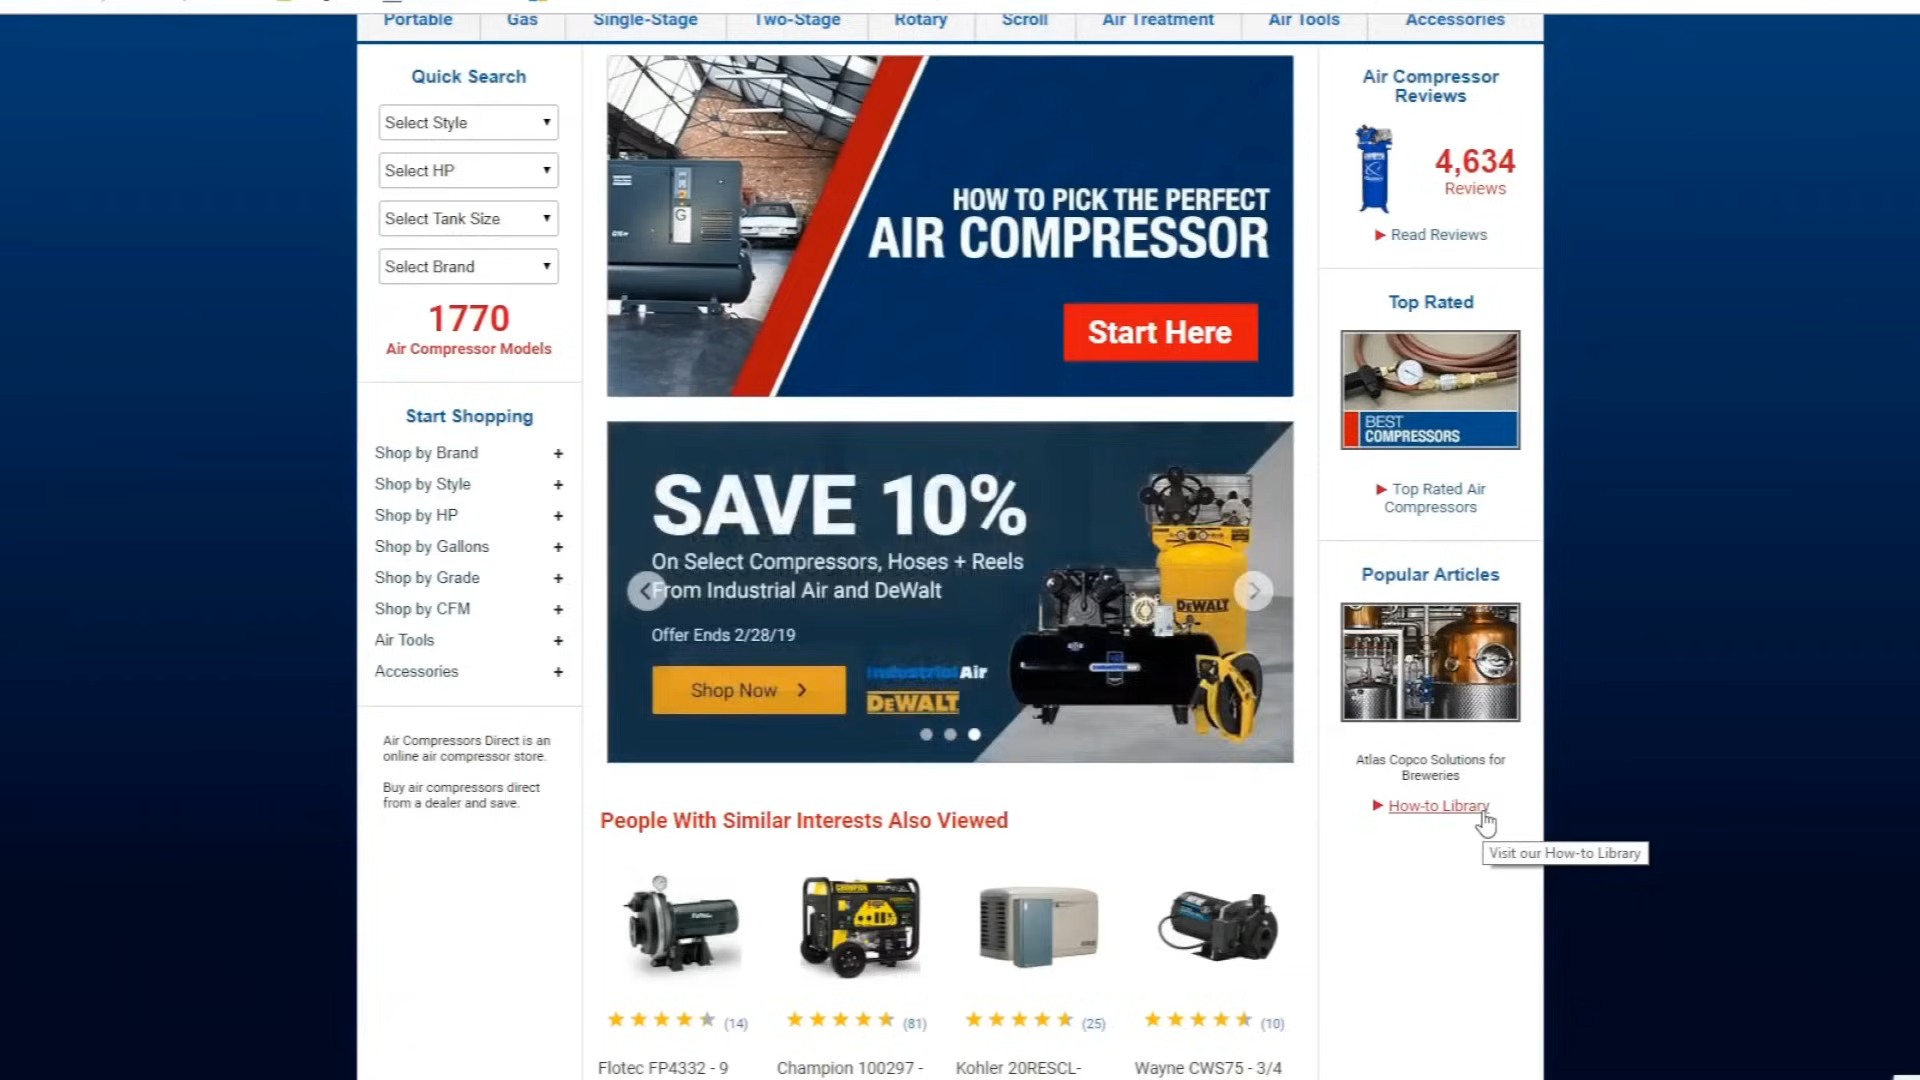 Portable Gas Single-Stage Two-Stage Rotary Scroll Air Treatment Air Tools Accessories
Quick Search
Select Style
Select HP
Select Tank Size
Select Brand
1770
Air Compressor Models
Start Shopping
Shop by Brand +
Shop by Style +
Shop by HP +
Shop by Gallons +
Shop by Grade +
Shop by CFM +
Air Tools +
Accessories +
Air Compressors Direct is an
online air compressor store.
Buy air compressors direct
from a dealer and save.
HOW TO PICK THE PERFECT
AIR COMPRESSOR
Start Here
G
SAVE 10%
On Select Compressors, Hoses + Reels
From Industrial Air and DeWalt
Offer Ends 2/28/19
Shop Now
Industrial Air
DEWALT
DEWALT
People With Similar Interests Also Viewed
CHAMPION
(14) (81) (25) (10)
Flotec FP4332 - 9 Champion 100297 - Kohler 20RESCL- Wayne CWS75 - 3/4
Air Compressor
Reviews
4,634
Reviews
Read Reviews
Top Rated
BEST
COMPRESSORS
Top Rated Air
Compressors
Popular Articles
Atlas Copco Solutions for
Breweries
How-to Library
Visit our How-to Library